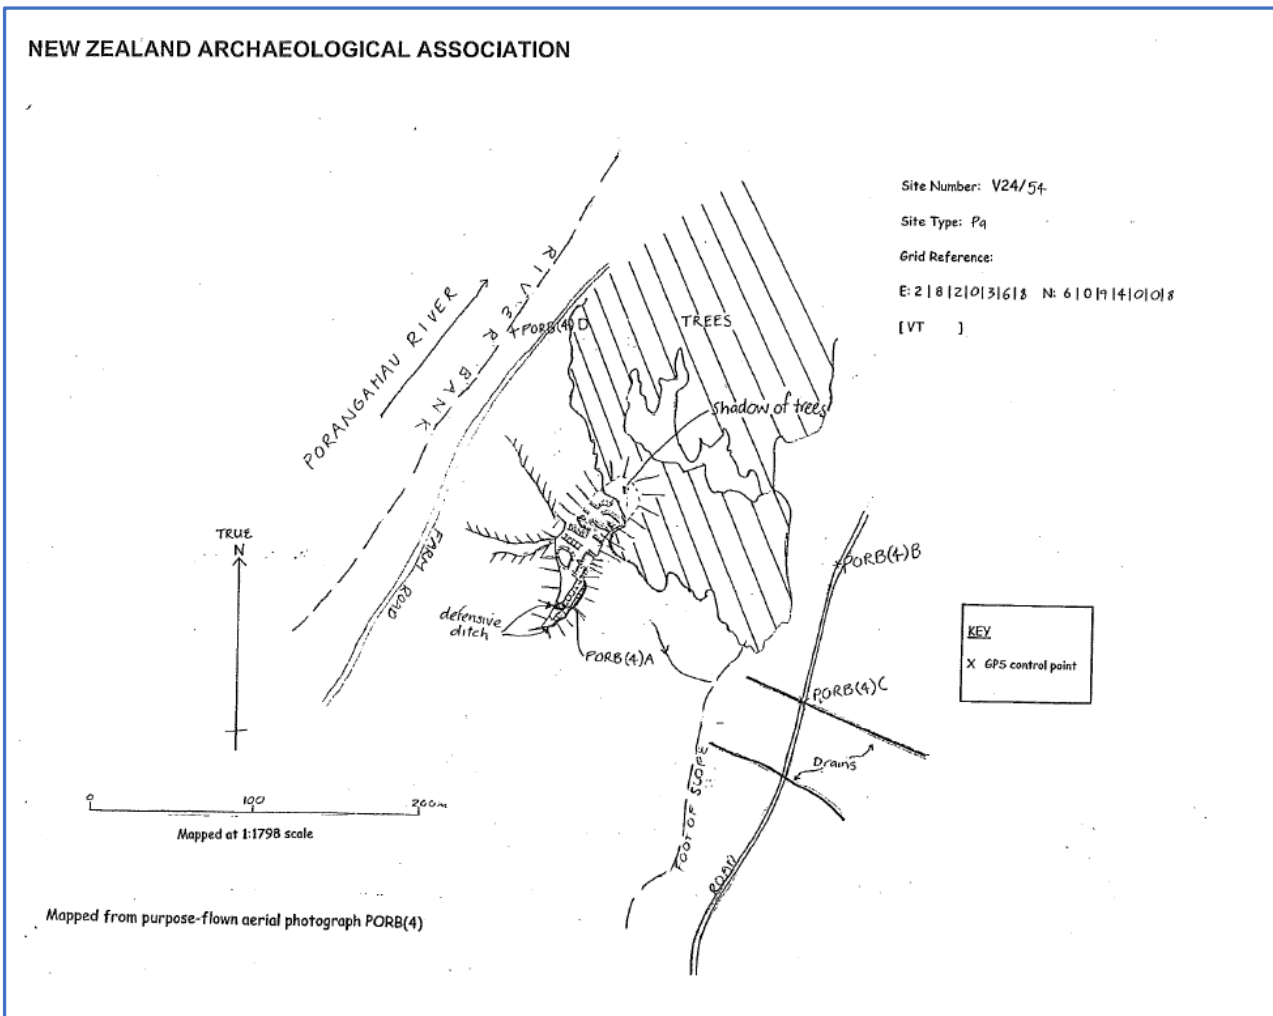 NEW ZEALAND ARCHAEOLOGICAL ASSOCIATION
Site Number: V24/54
Site Type: Pa
Grid Reference:
E: 2|8|2|0|3|6|8 N: 6|0|9|4|0|0|8
[VT ]
PORANGAHAU RIVER
RIVER BANK
PORB(4)D
TREES
Shadow of trees
TRUE
N
FARM ROAD
defensive
ditch
PORB(4)A
PORB(4)B
PORB(4)C
Drains
FOOT OF SLOPE
ROAD
KEY
X GPS control point
0 100 200m
Mapped at 1:1798 scale
Mapped from purpose-flown aerial photograph PORB(4)